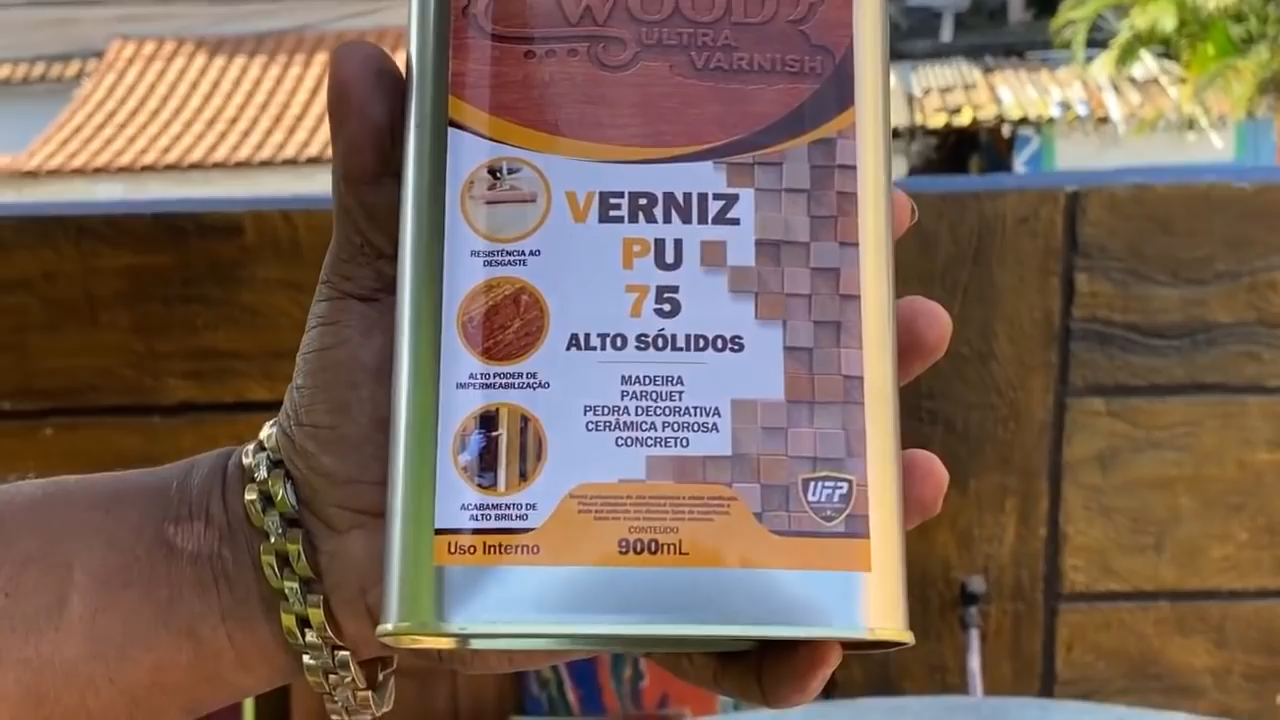 WOOD
ULTRA
VARNISH
VERNIZ
PU
75
ALTO SÓLIDOS
MADEIRA
PARQUET
PEDRA DECORATIVA
CERÂMICA POROSA
CONCRETO
RESISTÊNCIA AO
DESGASTE
ALTO PODER DE
IMPERMEABILIZAÇÃO
ACABAMENTO DE
ALTO BRILHO
UFP
CONTEÚDO
900mL
Uso Interno